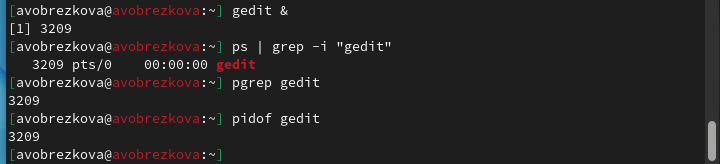 [avobrezkova@avobrezkova:~] gedit &
[1] 3209
[avobrezkova@avobrezkova:~] ps | grep -i "gedit"
   3209 pts/0    00:00:00 gedit
[avobrezkova@avobrezkova:~] pgrep gedit
3209
[avobrezkova@avobrezkova:~] pidof gedit
3209
[avobrezkova@avobrezkova:~]